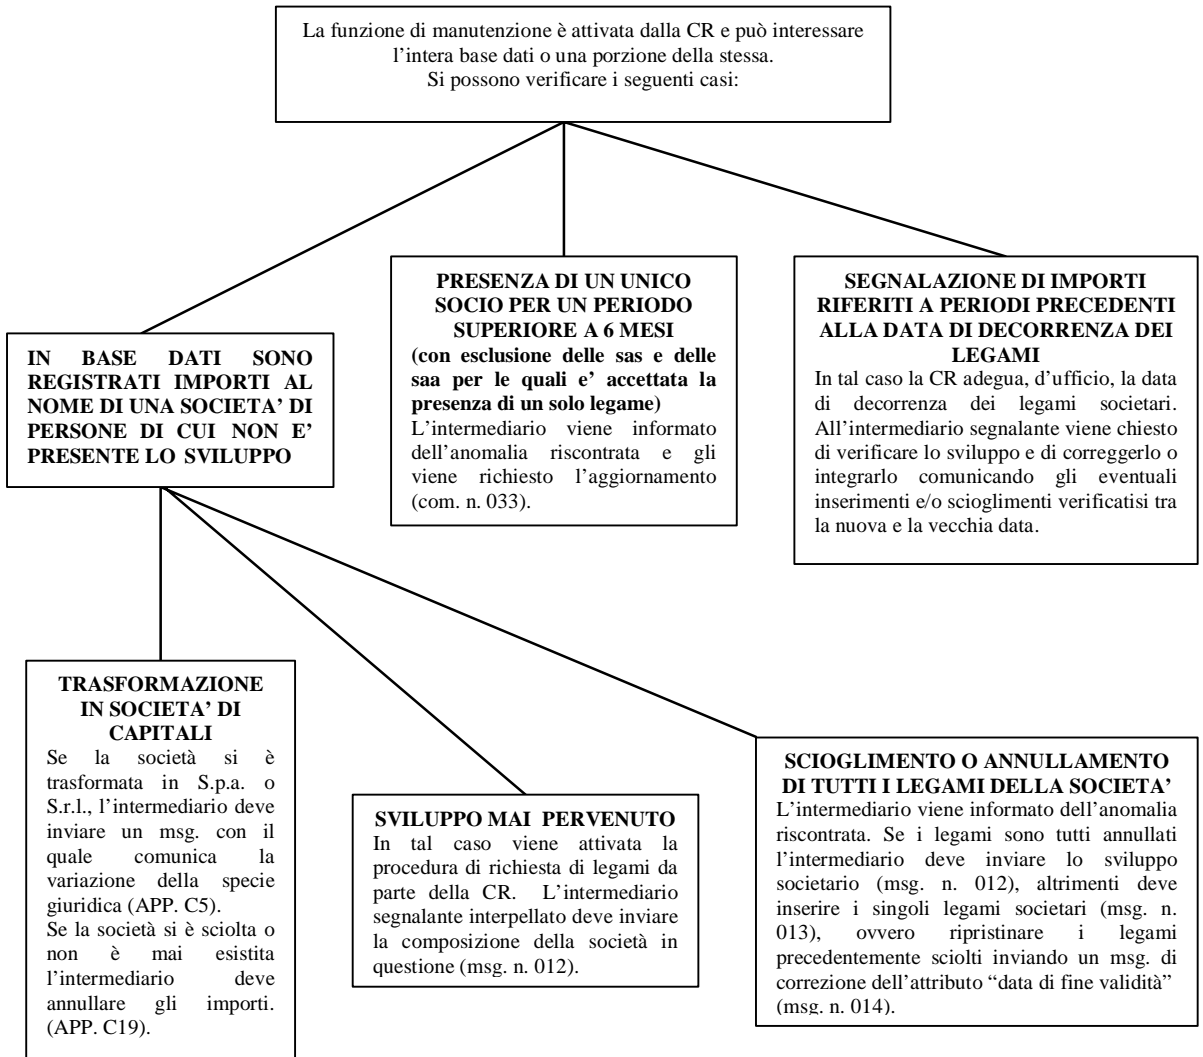 La funzione di manutenzione è attivata dalla CR e può interessare
l’intera base dati o una porzione della stessa.
Si possono verificare i seguenti casi:
IN BASE DATI SONO
REGISTRATI IMPORTI AL
NOME DI UNA SOCIETA’ DI
PERSONE DI CUI NON E’
PRESENTE LO SVILUPPO
PRESENZA DI UN UNICO
SOCIO PER UN PERIODO
SUPERIORE A 6 MESI
(con esclusione delle sas e delle
saa per le quali e’ accettata la
presenza di un solo legame)
L’intermediario viene informato
dell’anomalia riscontrata e gli
viene richiesto l’aggiornamento
(com. n. 033).
SEGNALAZIONE DI IMPORTI
RIFERITI A PERIODI PRECEDENTI
ALLA DATA DI DECORRENZA DEI
LEGAMI
In tal caso la CR adegua, d’ufficio, la data
di decorrenza dei legami societari.
All’intermediario segnalante viene chiesto
di verificare lo sviluppo e di correggerlo o
integrarlo comunicando gli eventuali
inserimenti e/o scioglimenti verificatisi tra
la nuova e la vecchia data.
TRASFORMAZIONE
IN SOCIETA’ DI
CAPITALI
Se la società si è
trasformata in S.p.a. o
S.r.l., l’intermediario deve
inviare un msg. con il
quale comunica la
variazione della specie
giuridica (APP. C5).
Se la società si è sciolta o
non è mai esistita
l’intermediario deve
annullare gli importi.
(APP. C19).
SVILUPPO MAI PERVENUTO
In tal caso viene attivata la
procedura di richiesta di legami da
parte della CR. L’intermediario
segnalante interpellato deve inviare
la composizione della società in
questione (msg. n. 012).
SCIOGLIMENTO O ANNULLAMENTO
DI TUTTI I LEGAMI DELLA SOCIETA’
L’intermediario viene informato dell’anomalia
riscontrata. Se i legami sono tutti annullati
l’intermediario deve inviare lo sviluppo
societario (msg. n. 012), altrimenti deve
inserire i singoli legami societari (msg. n.
013), ovvero ripristinare i legami
precedentemente sciolti inviando un msg. di
correzione dell’attributo “data di fine validità”
(msg. n. 014).